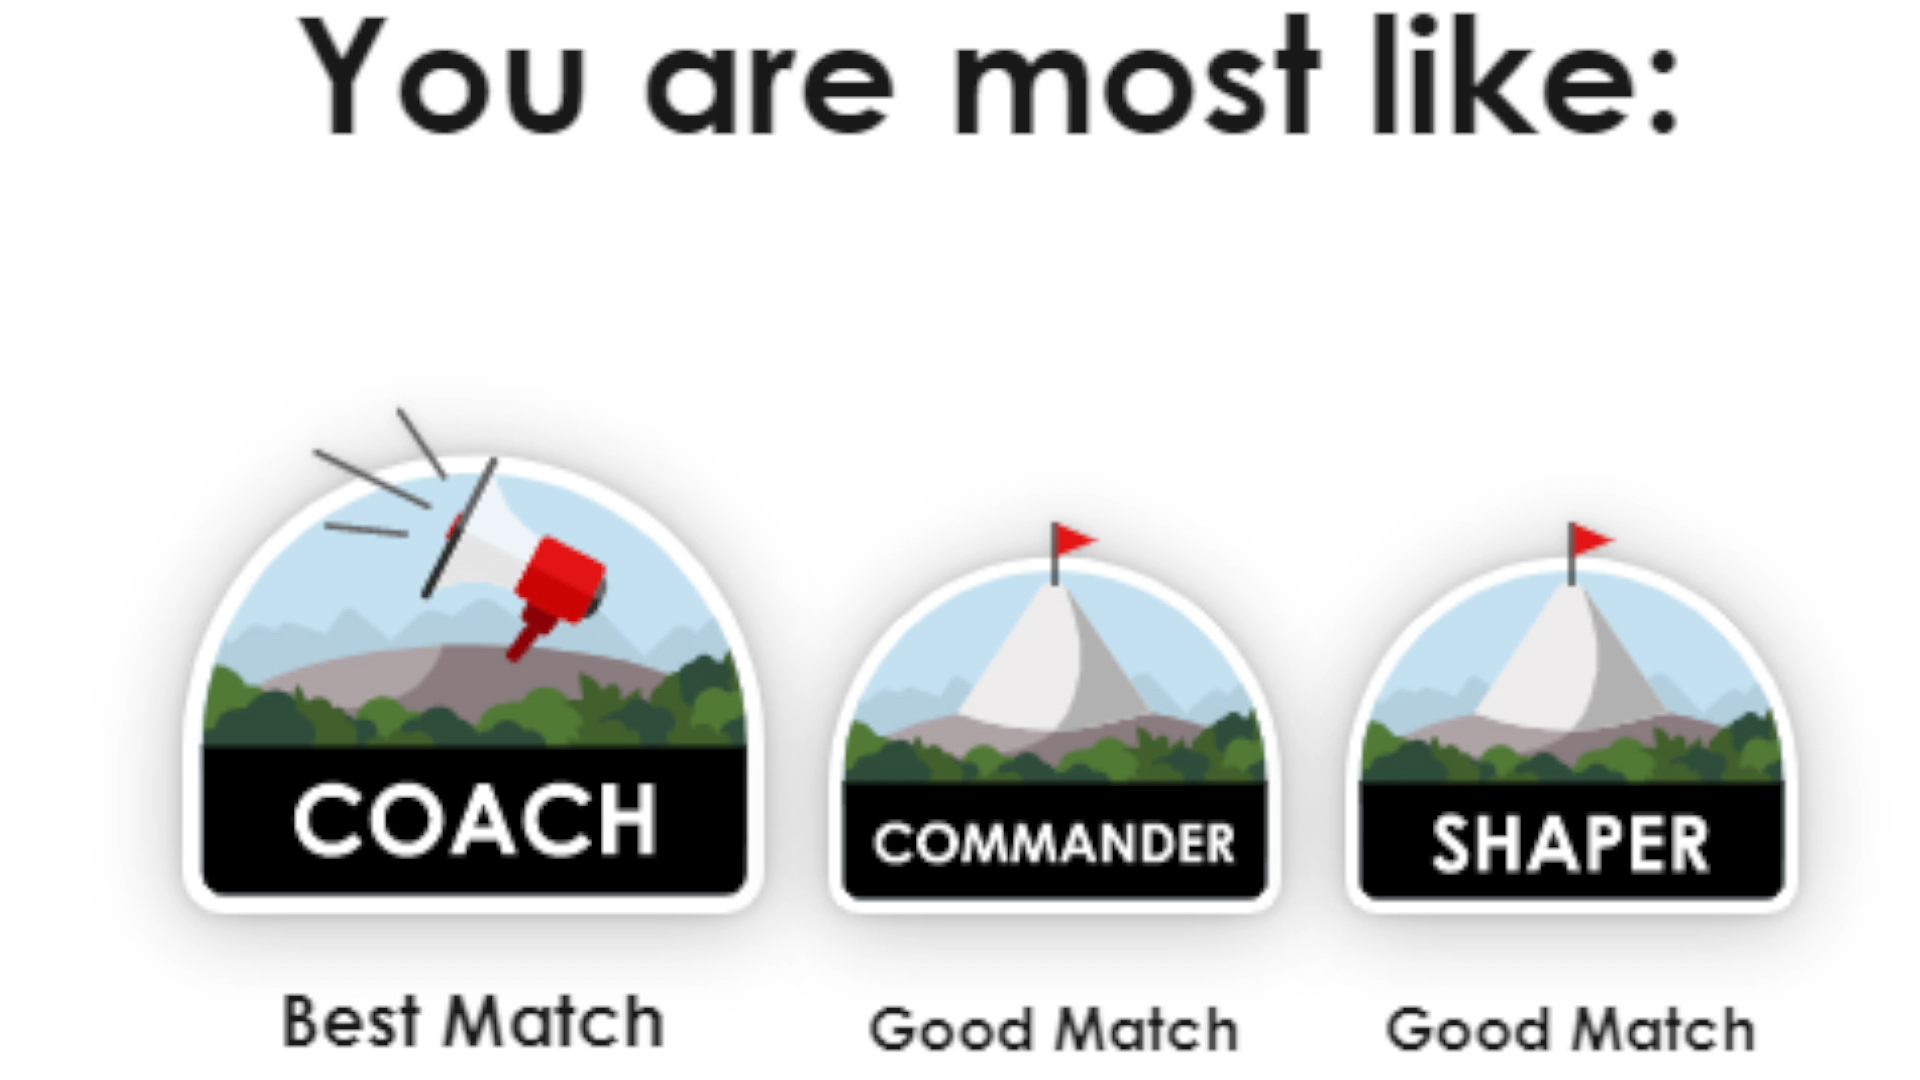 You are most like:
COACH
COMMANDER
SHAPER
Best Match
Good Match
Good Match